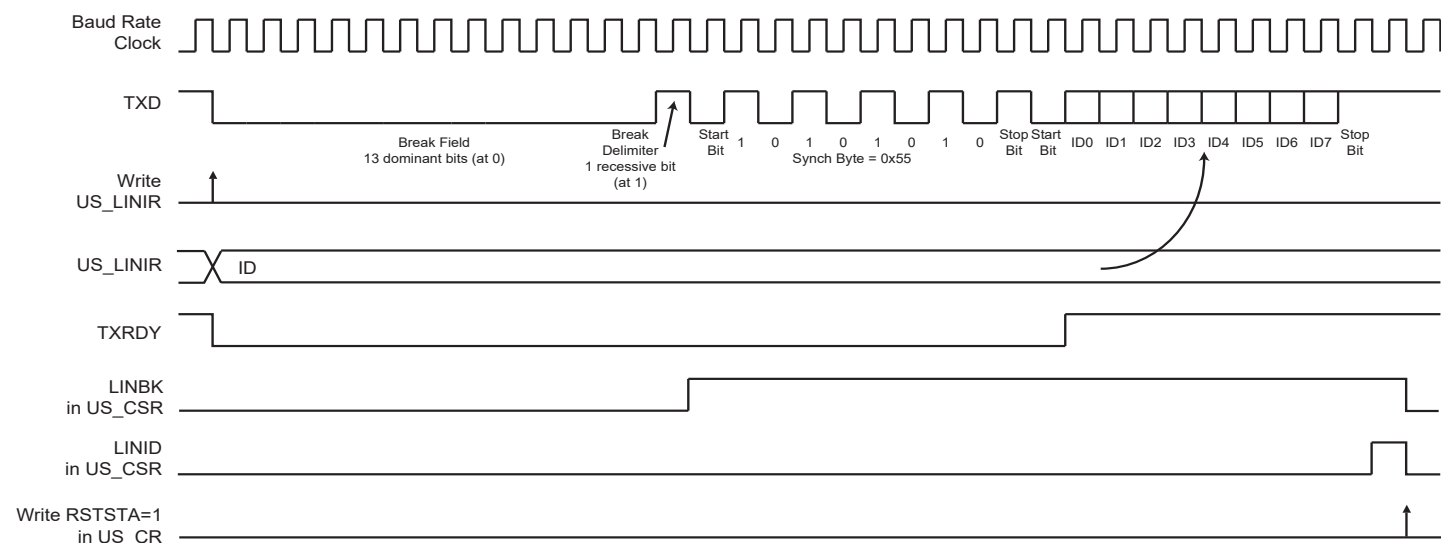 Baud Rate
Clock
TXD
Break Field
13 dominant bits (at 0)
Break
Delimiter
1 recessive bit
(at 1)
Start
Bit
1 0 1 0 1 0 1 0
Synch Byte = 0x55
Stop
Bit
Start
Bit
ID0 ID1 ID2 ID3 ID4 ID5 ID6 ID7
Stop
Bit
Write
US_LINIR
US_LINIR
ID
TXRDY
LINBK
in US_CSR
LINID
in US_CSR
Write RSTSTA=1
in US_CR